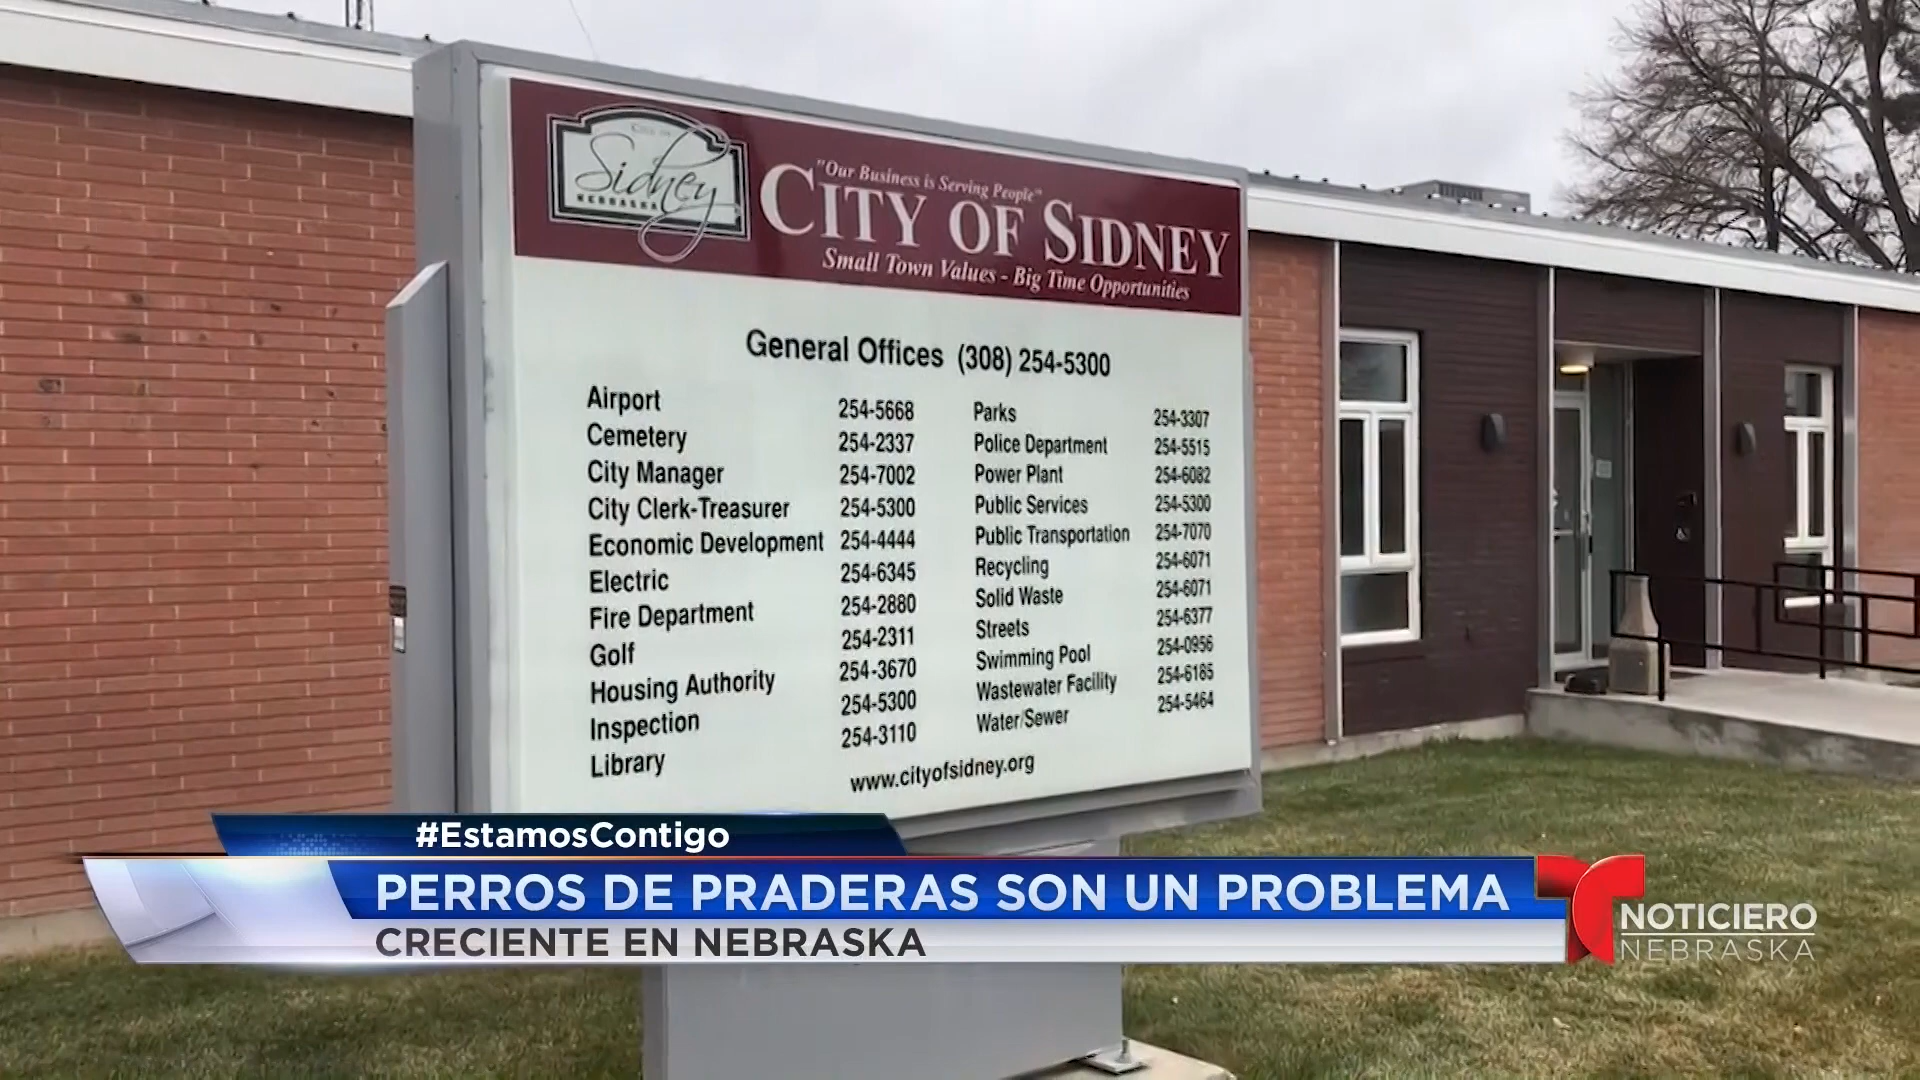 CITY OF
Sidney
NEBRASKA
"Our Business is Serving People"
CITY OF SIDNEY
Small Town Values - Big Time Opportunities
General Offices (308) 254-5300
Airport 254-5668
Cemetery 254-2337
City Manager 254-7002
City Clerk-Treasurer 254-5300
Economic Development 254-4444
Electric 254-6345
Fire Department 254-2880
Golf 254-2311
Housing Authority 254-3670
Inspection 254-5300
Library 254-3110
Parks 254-3307
Police Department 254-5515
Power Plant 254-6082
Public Services 254-5300
Public Transportation 254-7070
Recycling 254-6071
Solid Waste 254-6071
Streets 254-6377
Swimming Pool 254-0956
Wastewater Facility 254-6185
Water/Sewer 254-5464
www.cityofsidney.org
#EstamosContigo
PERROS DE PRADERAS SON UN PROBLEMA
CRECIENTE EN NEBRASKA
NOTICIERO
NEBRASKA